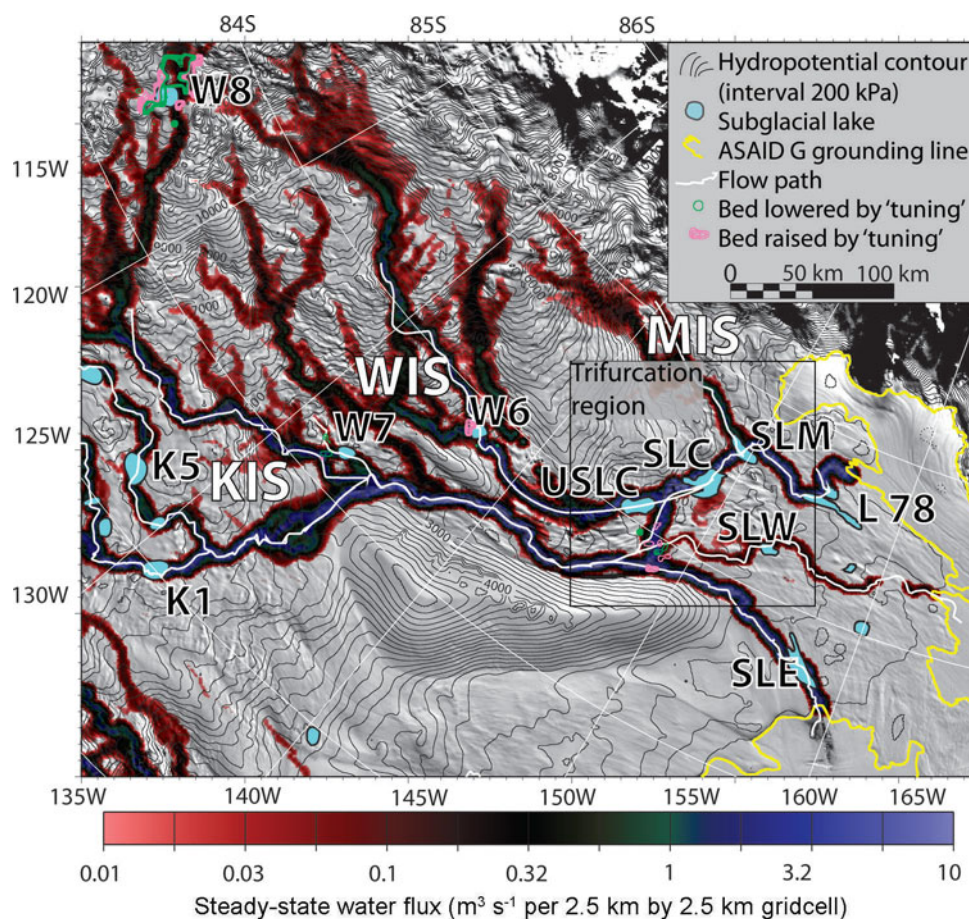 84S 85S 86S
Hydropotential contour
(interval 200 kPa)
Subglacial lake
ASAID G grounding line
Flow path
Bed lowered by 'tuning'
Bed raised by 'tuning'
0 50 km 100 km
W8
115W
10000
9000
7000
120W
MIS
WIS
Trifurcation
region
W6
W7
125W
SLM
SLC
K5
KIS
USLC
L 78
SLW
3000
4000
K1
130W
SLE
135W 140W 145W 150W 155W 160W 165W
0.01 0.03 0.1 0.32 1 3.2 10
Steady-state water flux (m³ s⁻¹ per 2.5 km by 2.5 km gridcell)